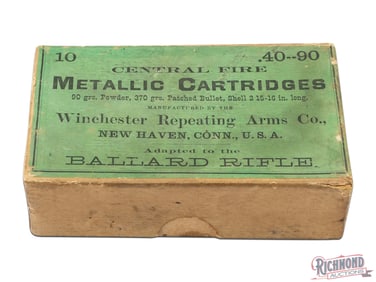 10 .40--90
CENTRAL FIRE
METALLIC CARTRIDGES
90 grs. Powder, 370 grs. Patched Bullet, Shell 2 15-16 in. long.
MANUFACTURED BY THE
Winchester Repeating Arms Co.,
NEW HAVEN, CONN., U. S. A.
Adapted to the
BALLARD RIFLE.
RICHMOND
AUCTIONS